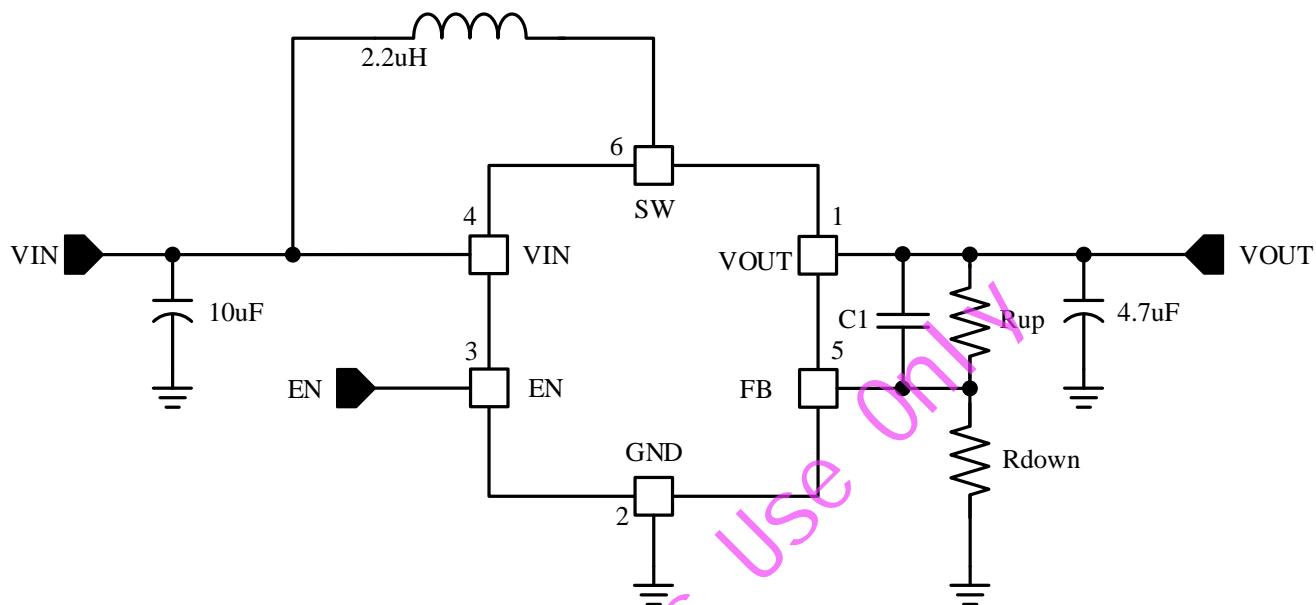 2.2uH
6
SW
4
1
VIN
VIN
VOUT
VOUT
10uF
C1
Rup
4.7uF
3
5
EN
EN
FB
GND
Rdown
2
Use Only